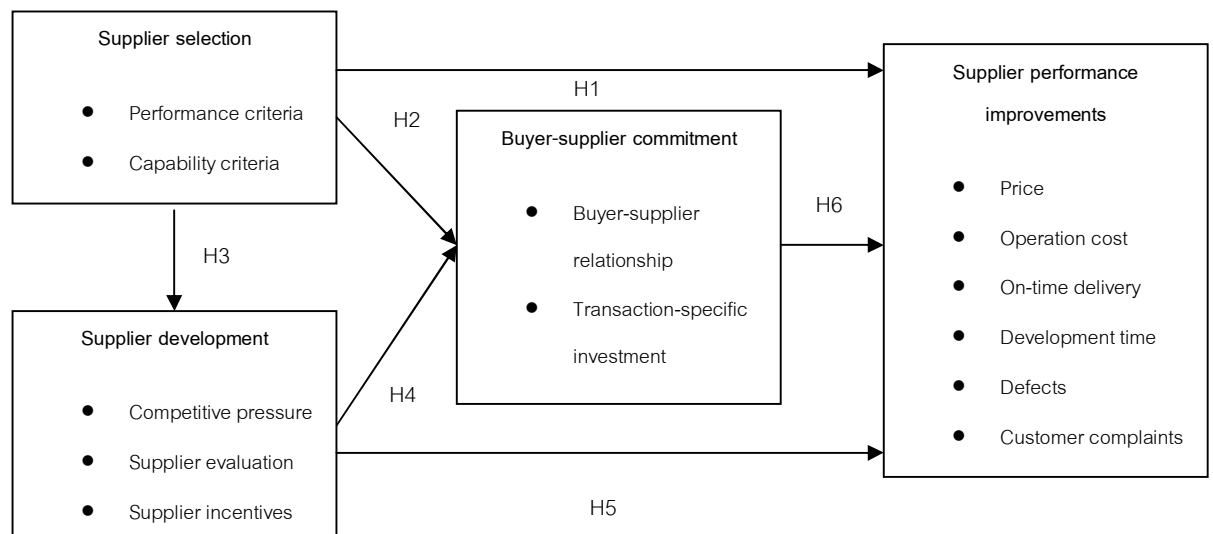 Supplier selection
● Performance criteria
● Capability criteria
H1
H2
H3
Supplier development
● Competitive pressure
● Supplier evaluation
● Supplier incentives
H4
Buyer-supplier commitment
● Buyer-supplier
relationship
● Transaction-specific
investment
H6
H5
Supplier performance
improvements
● Price
● Operation cost
● On-time delivery
● Development time
● Defects
● Customer complaints